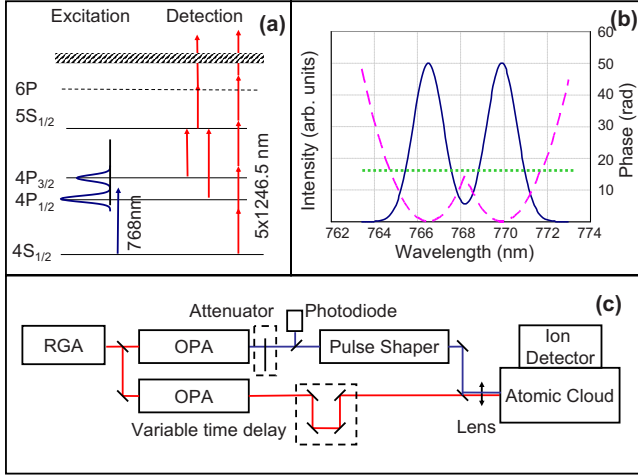 Excitation Detection (a)
6P
5S1/2
4P3/2
4P1/2
4S1/2
768nm
5x1246.5 nm
(b)
Intensity (arb. units)
60
50
40
30
20
10
Phase (rad)
762 764 766 768 770 772 774
Wavelength (nm)
(c)
Attenuator Photodiode
RGA OPA Pulse Shaper Ion Detector
OPA Atomic Cloud
Variable time delay Lens